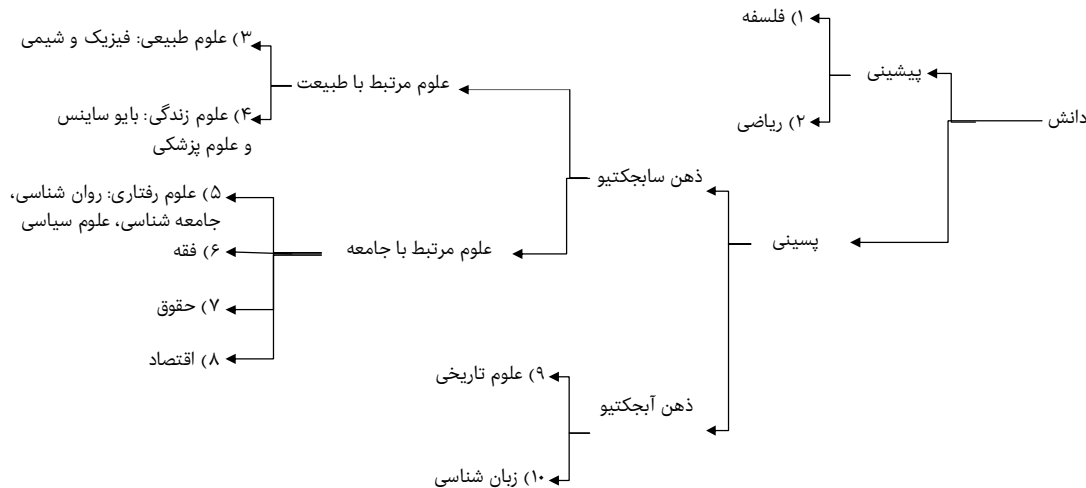 دانش
پیشینی
۱) فلسفه
۲) ریاضی
پسینی
ذهن سابجکتیو
علوم مرتبط با طبیعت
۳) علوم طبیعی: فیزیک و شیمی
۴) علوم زندگی: بایو ساینس
و علوم پزشکی
علوم مرتبط با جامعه
۵) علوم رفتاری: روان شناسی،
جامعه شناسی، علوم سیاسی
۶) فقه
۷) حقوق
۸) اقتصاد
ذهن آبجکتیو
۹) علوم تاریخی
۱۰) زبان شناسی